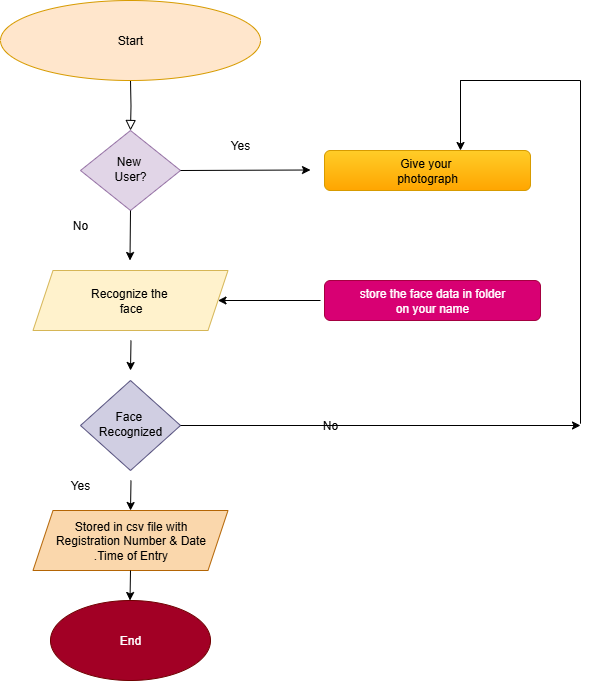 Start
New
User?
Yes
Give your
photograph
No
Recognize the
face
store the face data in folder
on your name
Face
Recognized
No
Yes
Stored in csv file with
Registration Number & Date
.Time of Entry
End